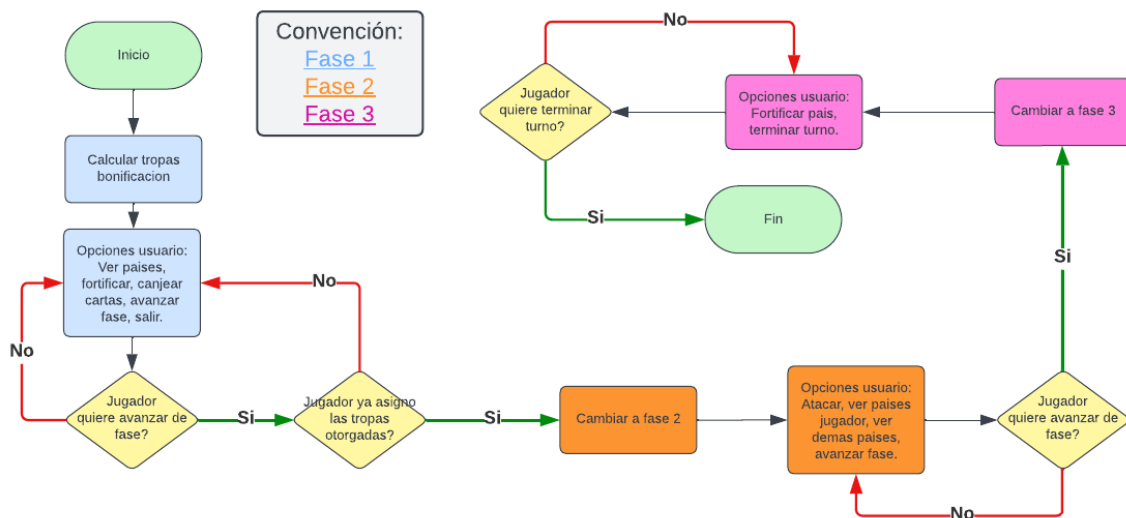 Inicio
Convención:
Fase 1
Fase 2
Fase 3
Calcular tropas
bonificacion
Opciones usuario:
Ver paises,
fortificar, canjear
cartas, avanzar
fase, salir.
No
Jugador
quiere avanzar de
fase?
Si
Jugador ya asigno
las tropas
otorgadas?
No
Si
Cambiar a fase 2
Opciones usuario:
Atacar, ver paises
jugador, ver
demas paises,
avanzar fase.
Jugador
quiere avanzar de
fase?
No
Si
Cambiar a fase 3
Opciones usuario:
Fortificar pais,
terminar turno.
Jugador
quiere terminar
turno?
No
Si
Fin